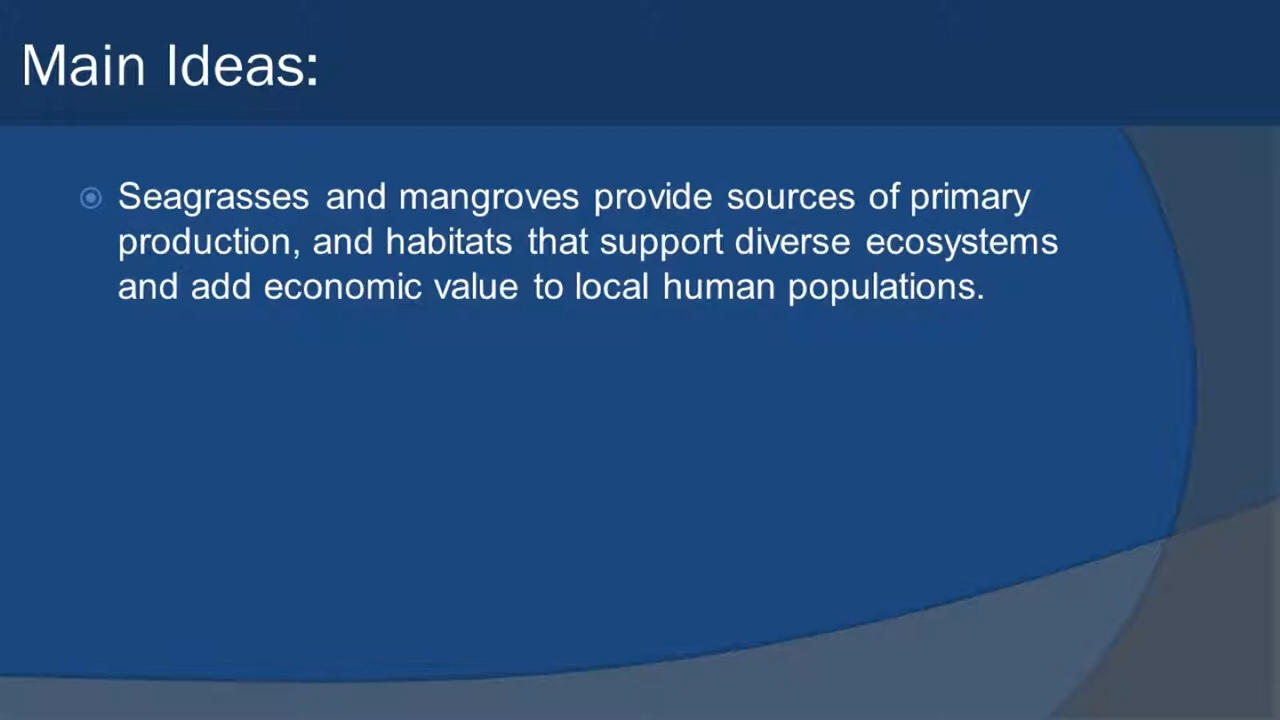 Main Ideas:
Seagrasses and mangroves provide sources of primary
production, and habitats that support diverse ecosystems
and add economic value to local human populations.